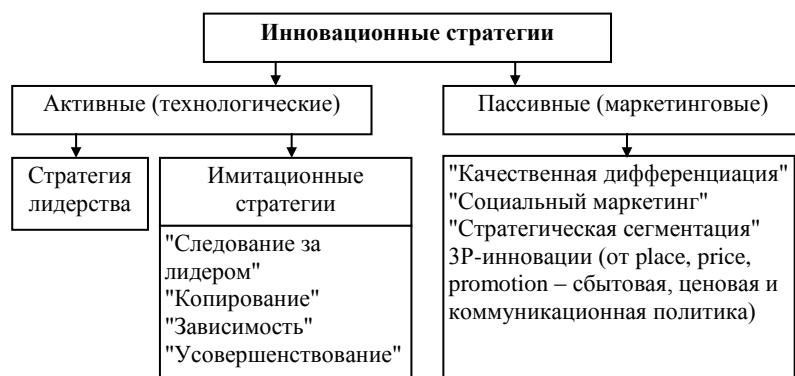 Инновационные стратегии
Активные (технологические)
Пассивные (маркетинговые)
Стратегия
лидерства
Имитационные
стратегии
"Следование за
лидером"
"Копирование"
"Зависимость"
"Усовершенствование"
"Качественная дифференциация"
"Социальный маркетинг"
"Стратегическая сегментация"
3Р-инновации (от place, price,
promotion – сбытовая, ценовая и
коммуникационная политика)